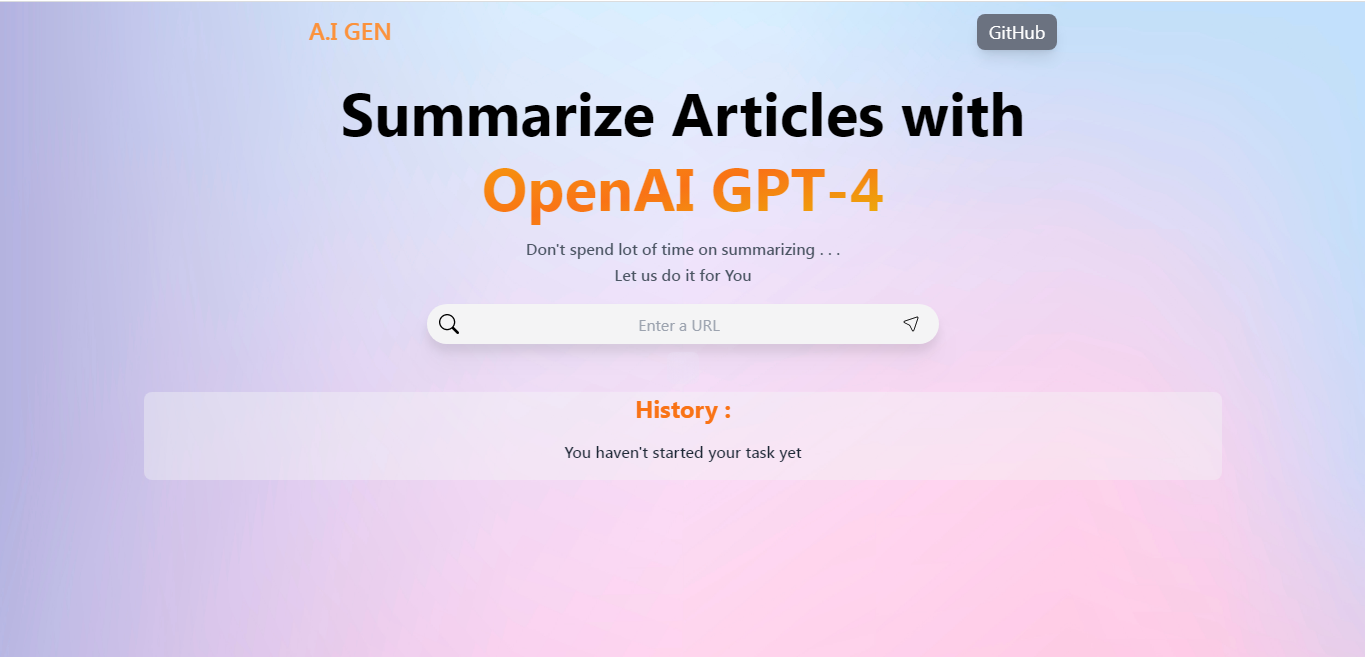 A.I GEN
GitHub
Summarize Articles with
OpenAI GPT-4
Don't spend lot of time on summarizing . . .
Let us do it for You
Enter a URL
History :
You haven't started your task yet